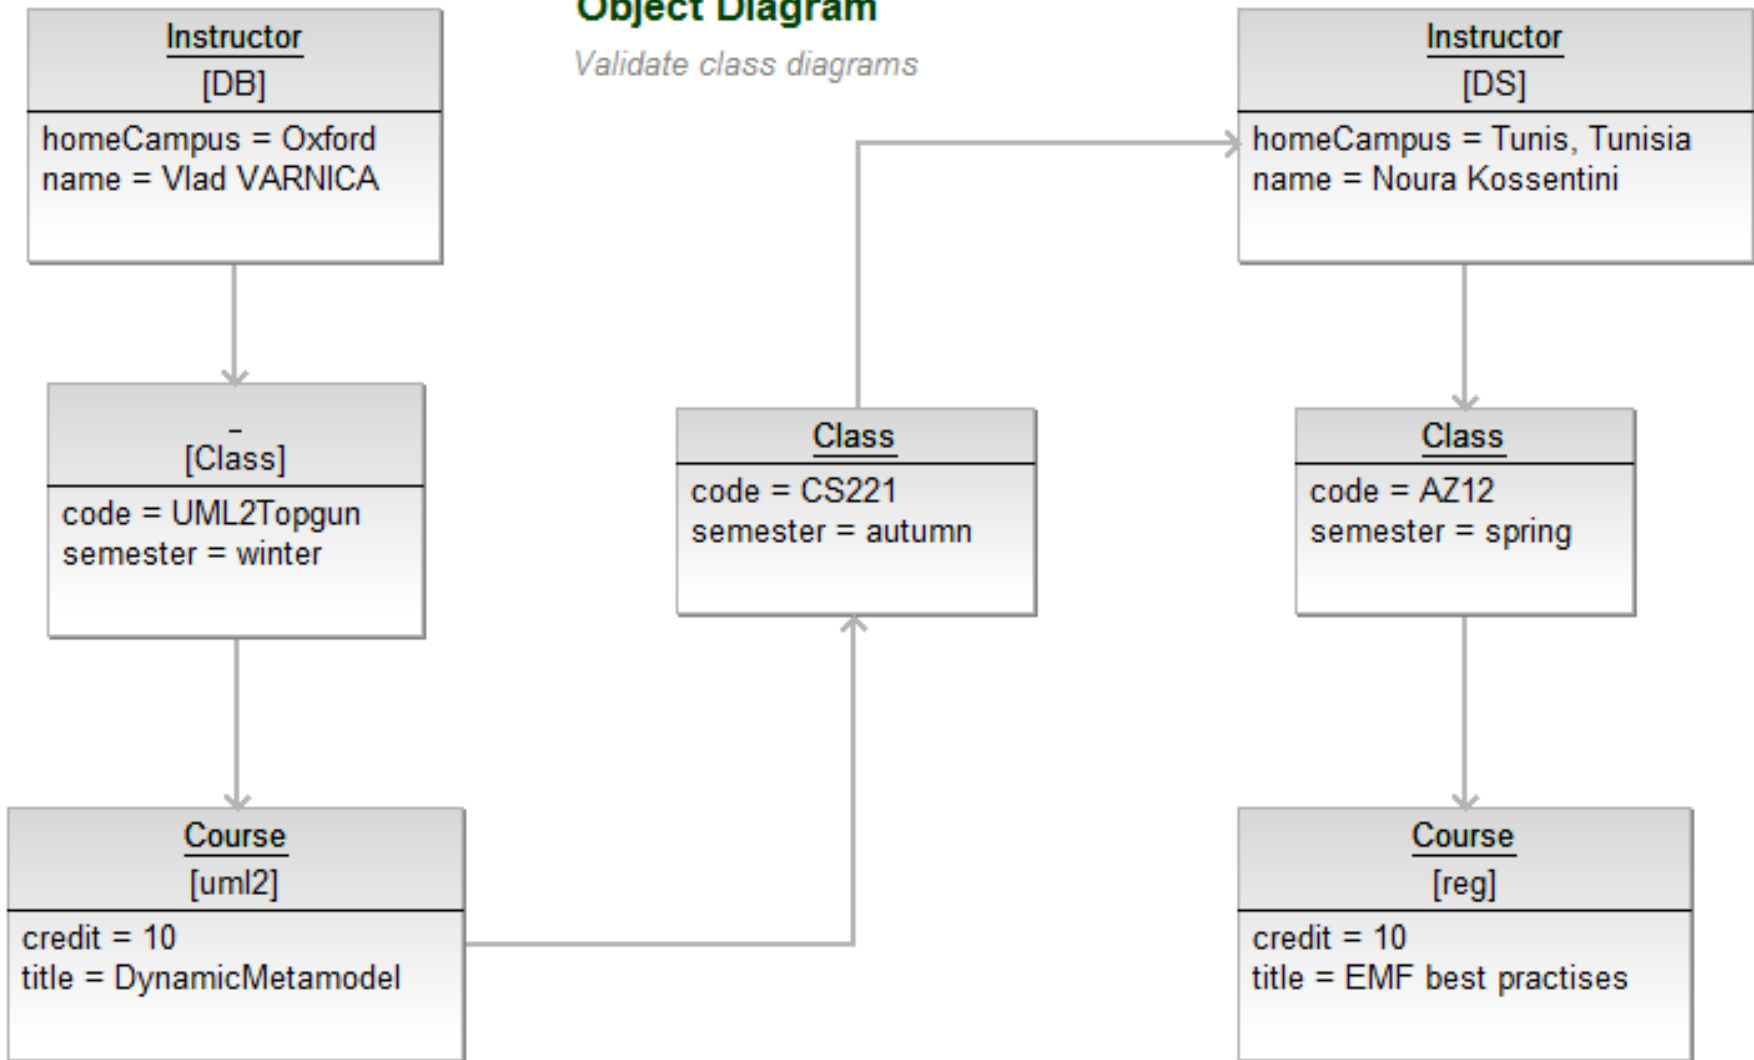 Object Diagram
Validate class diagrams
Instructor
[DB]
homeCampus = Oxford
name = Vlad VARNICA
Instructor
[DS]
homeCampus = Tunis, Tunisia
name = Noura Kossentini
_
[Class]
code = UML2Topgun
semester = winter
Class
code = CS221
semester = autumn
Class
code = AZ12
semester = spring
Course
[uml2]
credit = 10
title = DynamicMetamodel
Course
[reg]
credit = 10
title = EMF best practises